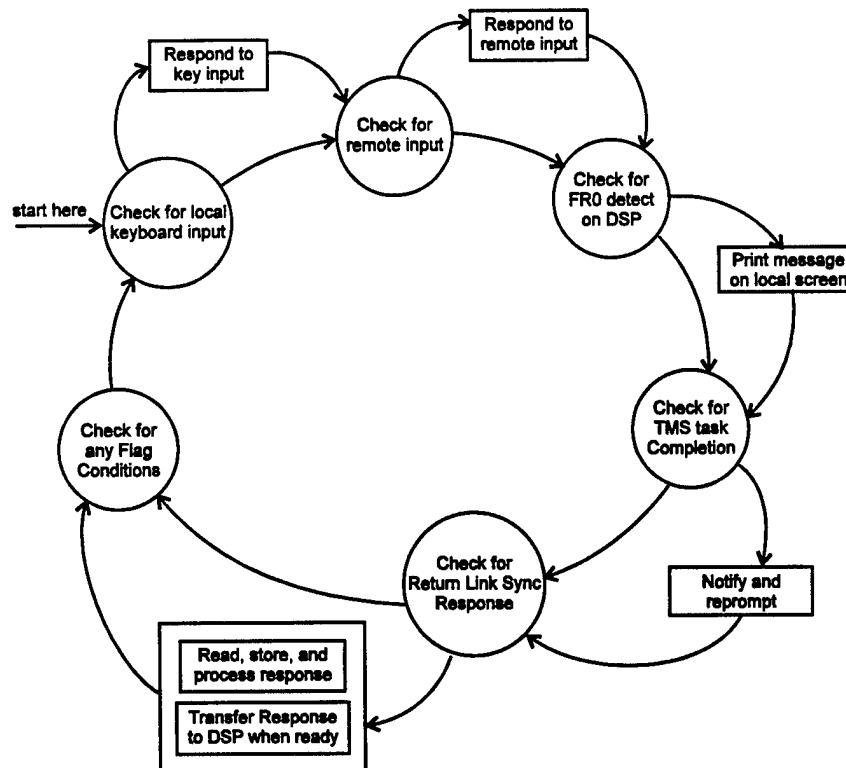 Respond to
key input
Respond to
remote input
Check for
remote input
start here
Check for local
keyboard input
Check for
FR0 detect
on DSP
Print message
on local screen
Check for
TMS task
Completion
Notify and
reprompt
Check for
Return Link Sync
Response
Read, store, and
process response
Transfer Response
to DSP when ready
Check for
any Flag
Conditions